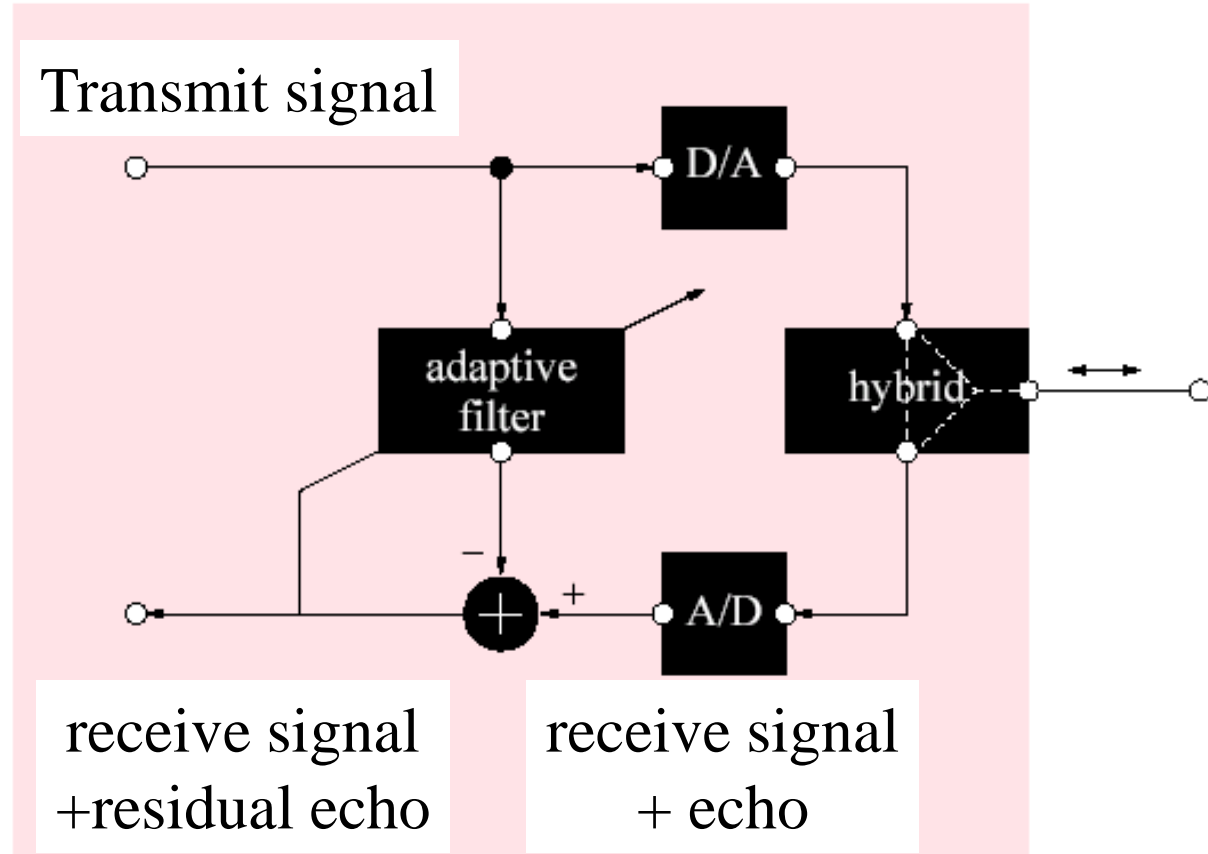 Transmit signal
D/A
adaptive
filter
hybrid
−
+
+
A/D
receive signal
+residual echo
receive signal
+ echo